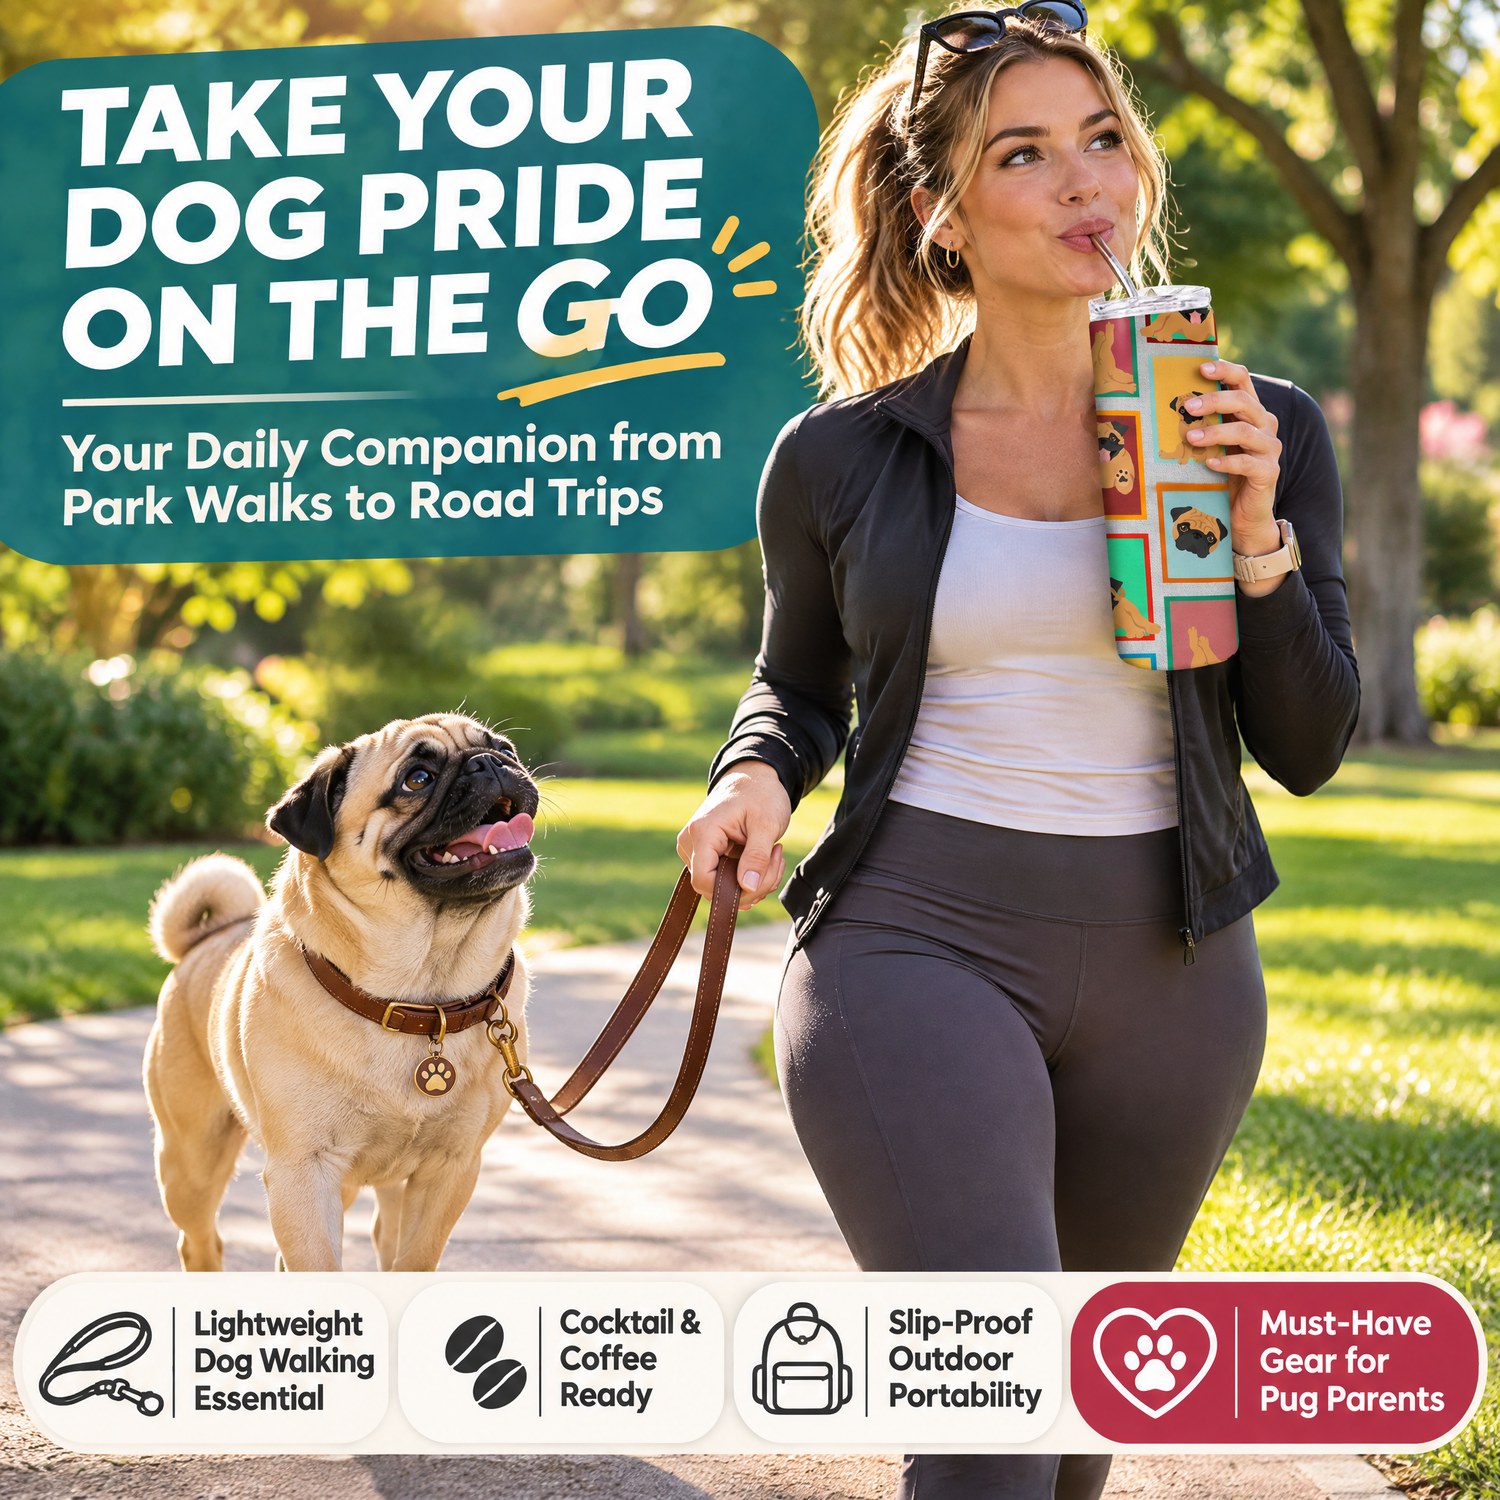 TAKE YOUR
DOG PRIDE
ON THE GO
Your Daily Companion from
Park Walks to Road Trips
Lightweight
Dog Walking
Essential
Cocktail &
Coffee
Ready
Slip-Proof
Outdoor
Portability
Must-Have
Gear for
Pug Parents